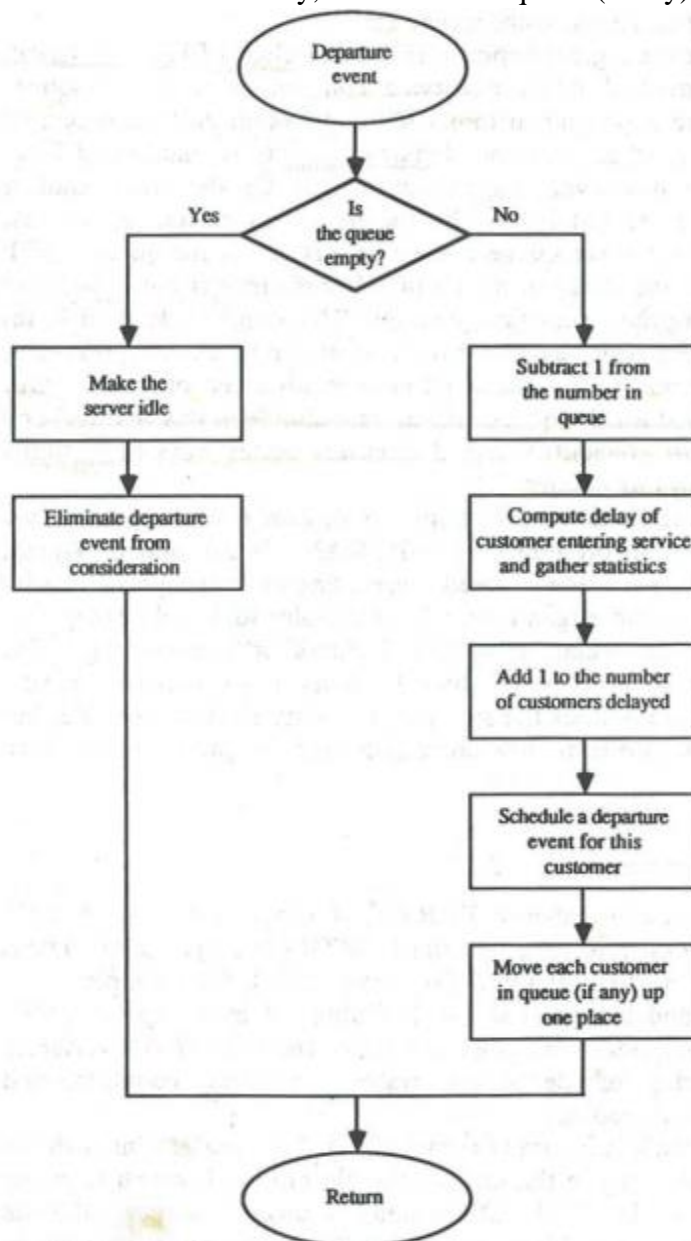 Departure
event
Is
the queue
empty?
Yes
No
Make the
server idle
Eliminate departure
event from
consideration
Subtract 1 from
the number in
queue
Compute delay of
customer entering service
and gather statistics
Add 1 to the number
of customers delayed
Schedule a departure
event for this
customer
Move each customer
in queue (if any) up
one place
Return